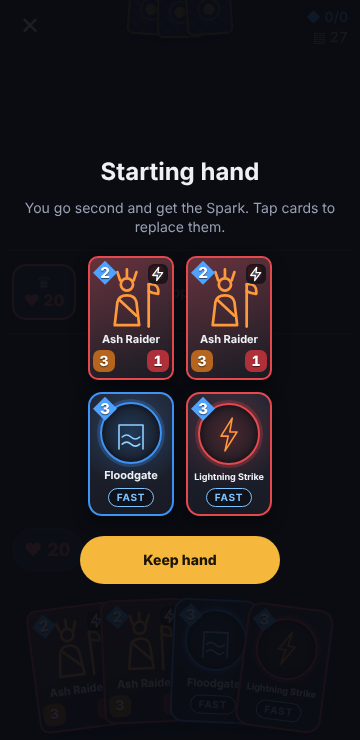 0/0
27
Starting hand
You go second and get the Spark. Tap cards to
replace them.
20
2
Ash Raider
3
1
2
Ash Raider
3
1
3
Floodgate
FAST
3
Lightning Strike
FAST
20
Keep hand
2
Ash Raide
3
2
Ash Raide
3
3
Floodgate
FAST
3
Lightning Strike
FAST